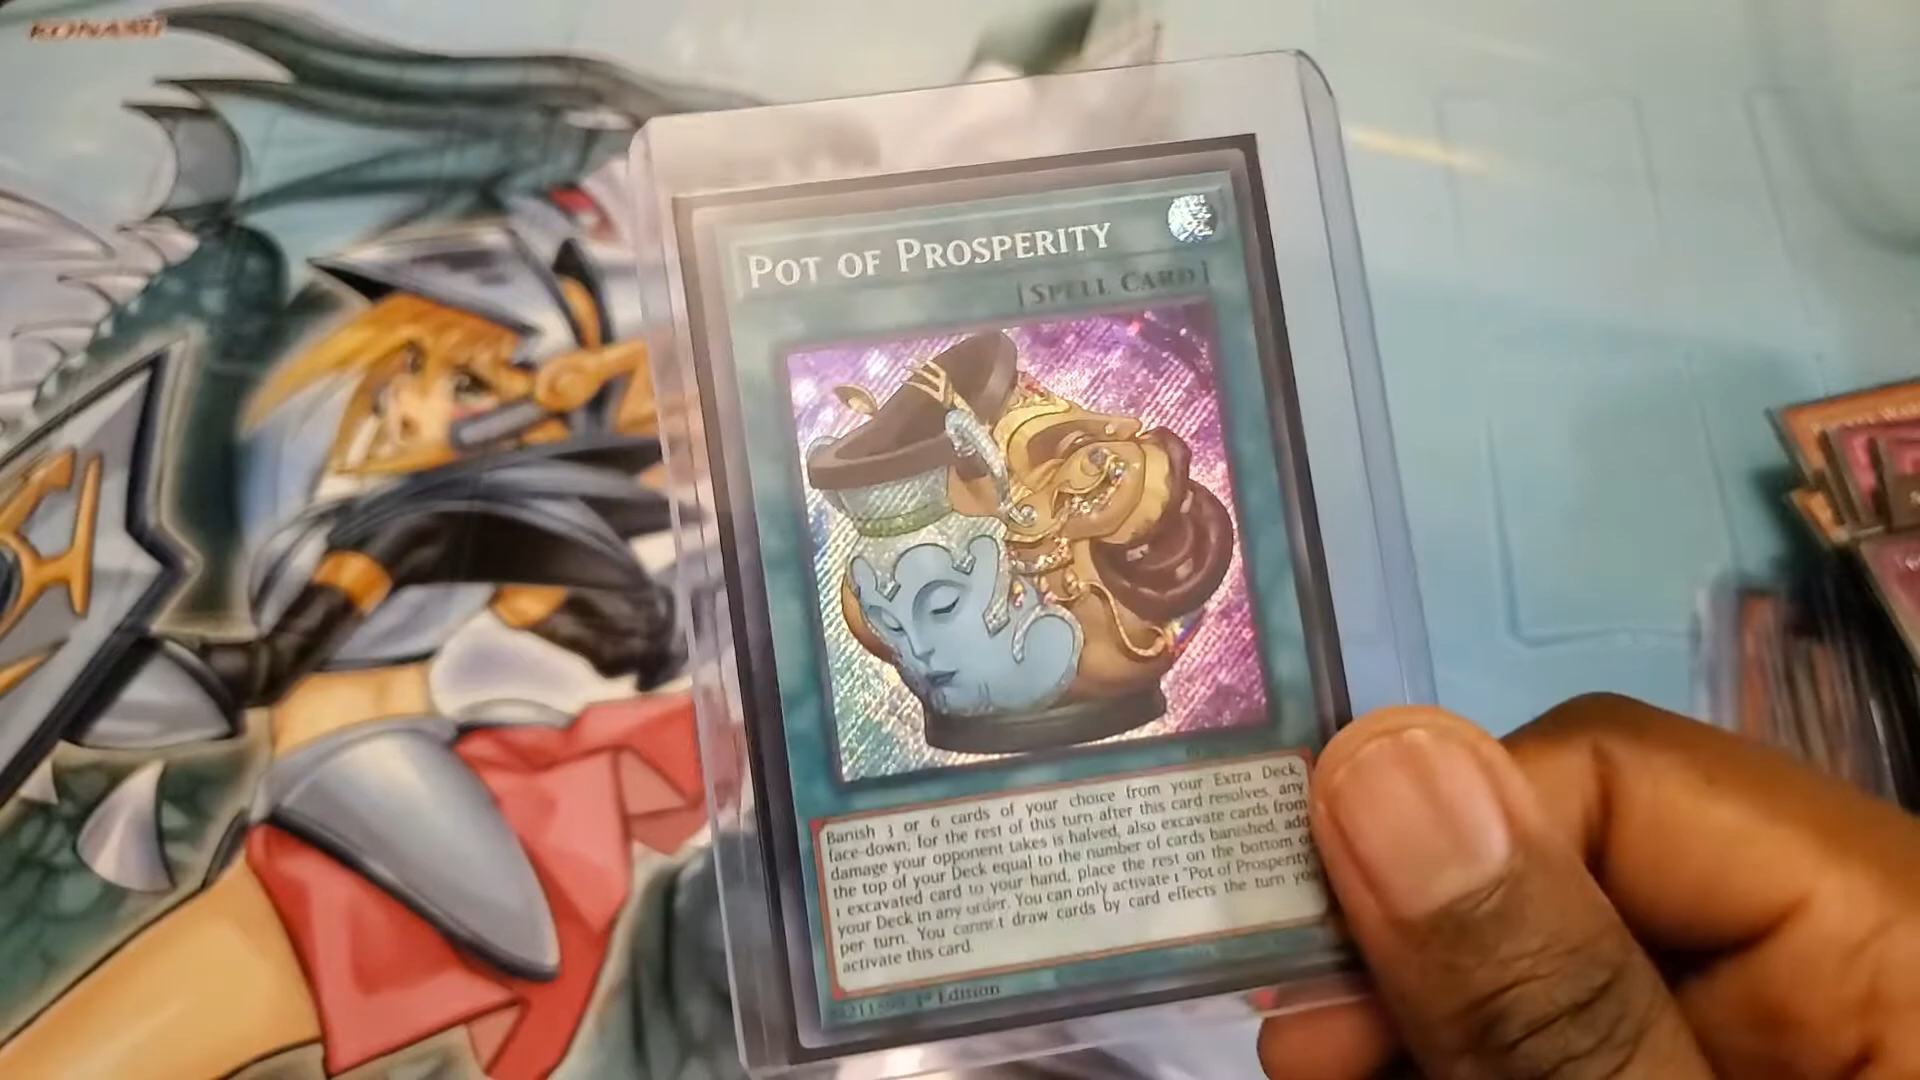 KONAMI
POT OF PROSPERITY
[SPELL CARD]
Banish 3 or 6 cards of your choice from your Extra Deck,
face-down; for the rest of this turn after this card resolves, any
damage your opponent takes is halved, also excavate cards from
the top of your Deck equal to the number of cards banished, add
1 excavated card to your hand, place the rest on the bottom of
your Deck in any order. You can only activate 1 "Pot of Prosperity"
per turn. You cannot draw cards by card effects the turn you
activate this card.
1st Edition